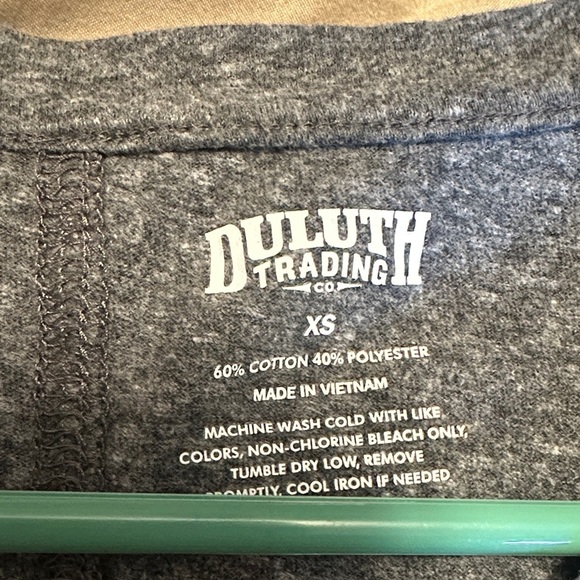 DULUTH
TRADING
CO.
XS
60% COTTON 40% POLYESTER
MADE IN VIETNAM
MACHINE WASH COLD WITH LIKE
COLORS, NON-CHLORINE BLEACH ONLY,
TUMBLE DRY LOW, REMOVE
PROMPTLY, COOL IRON IF NEEDED